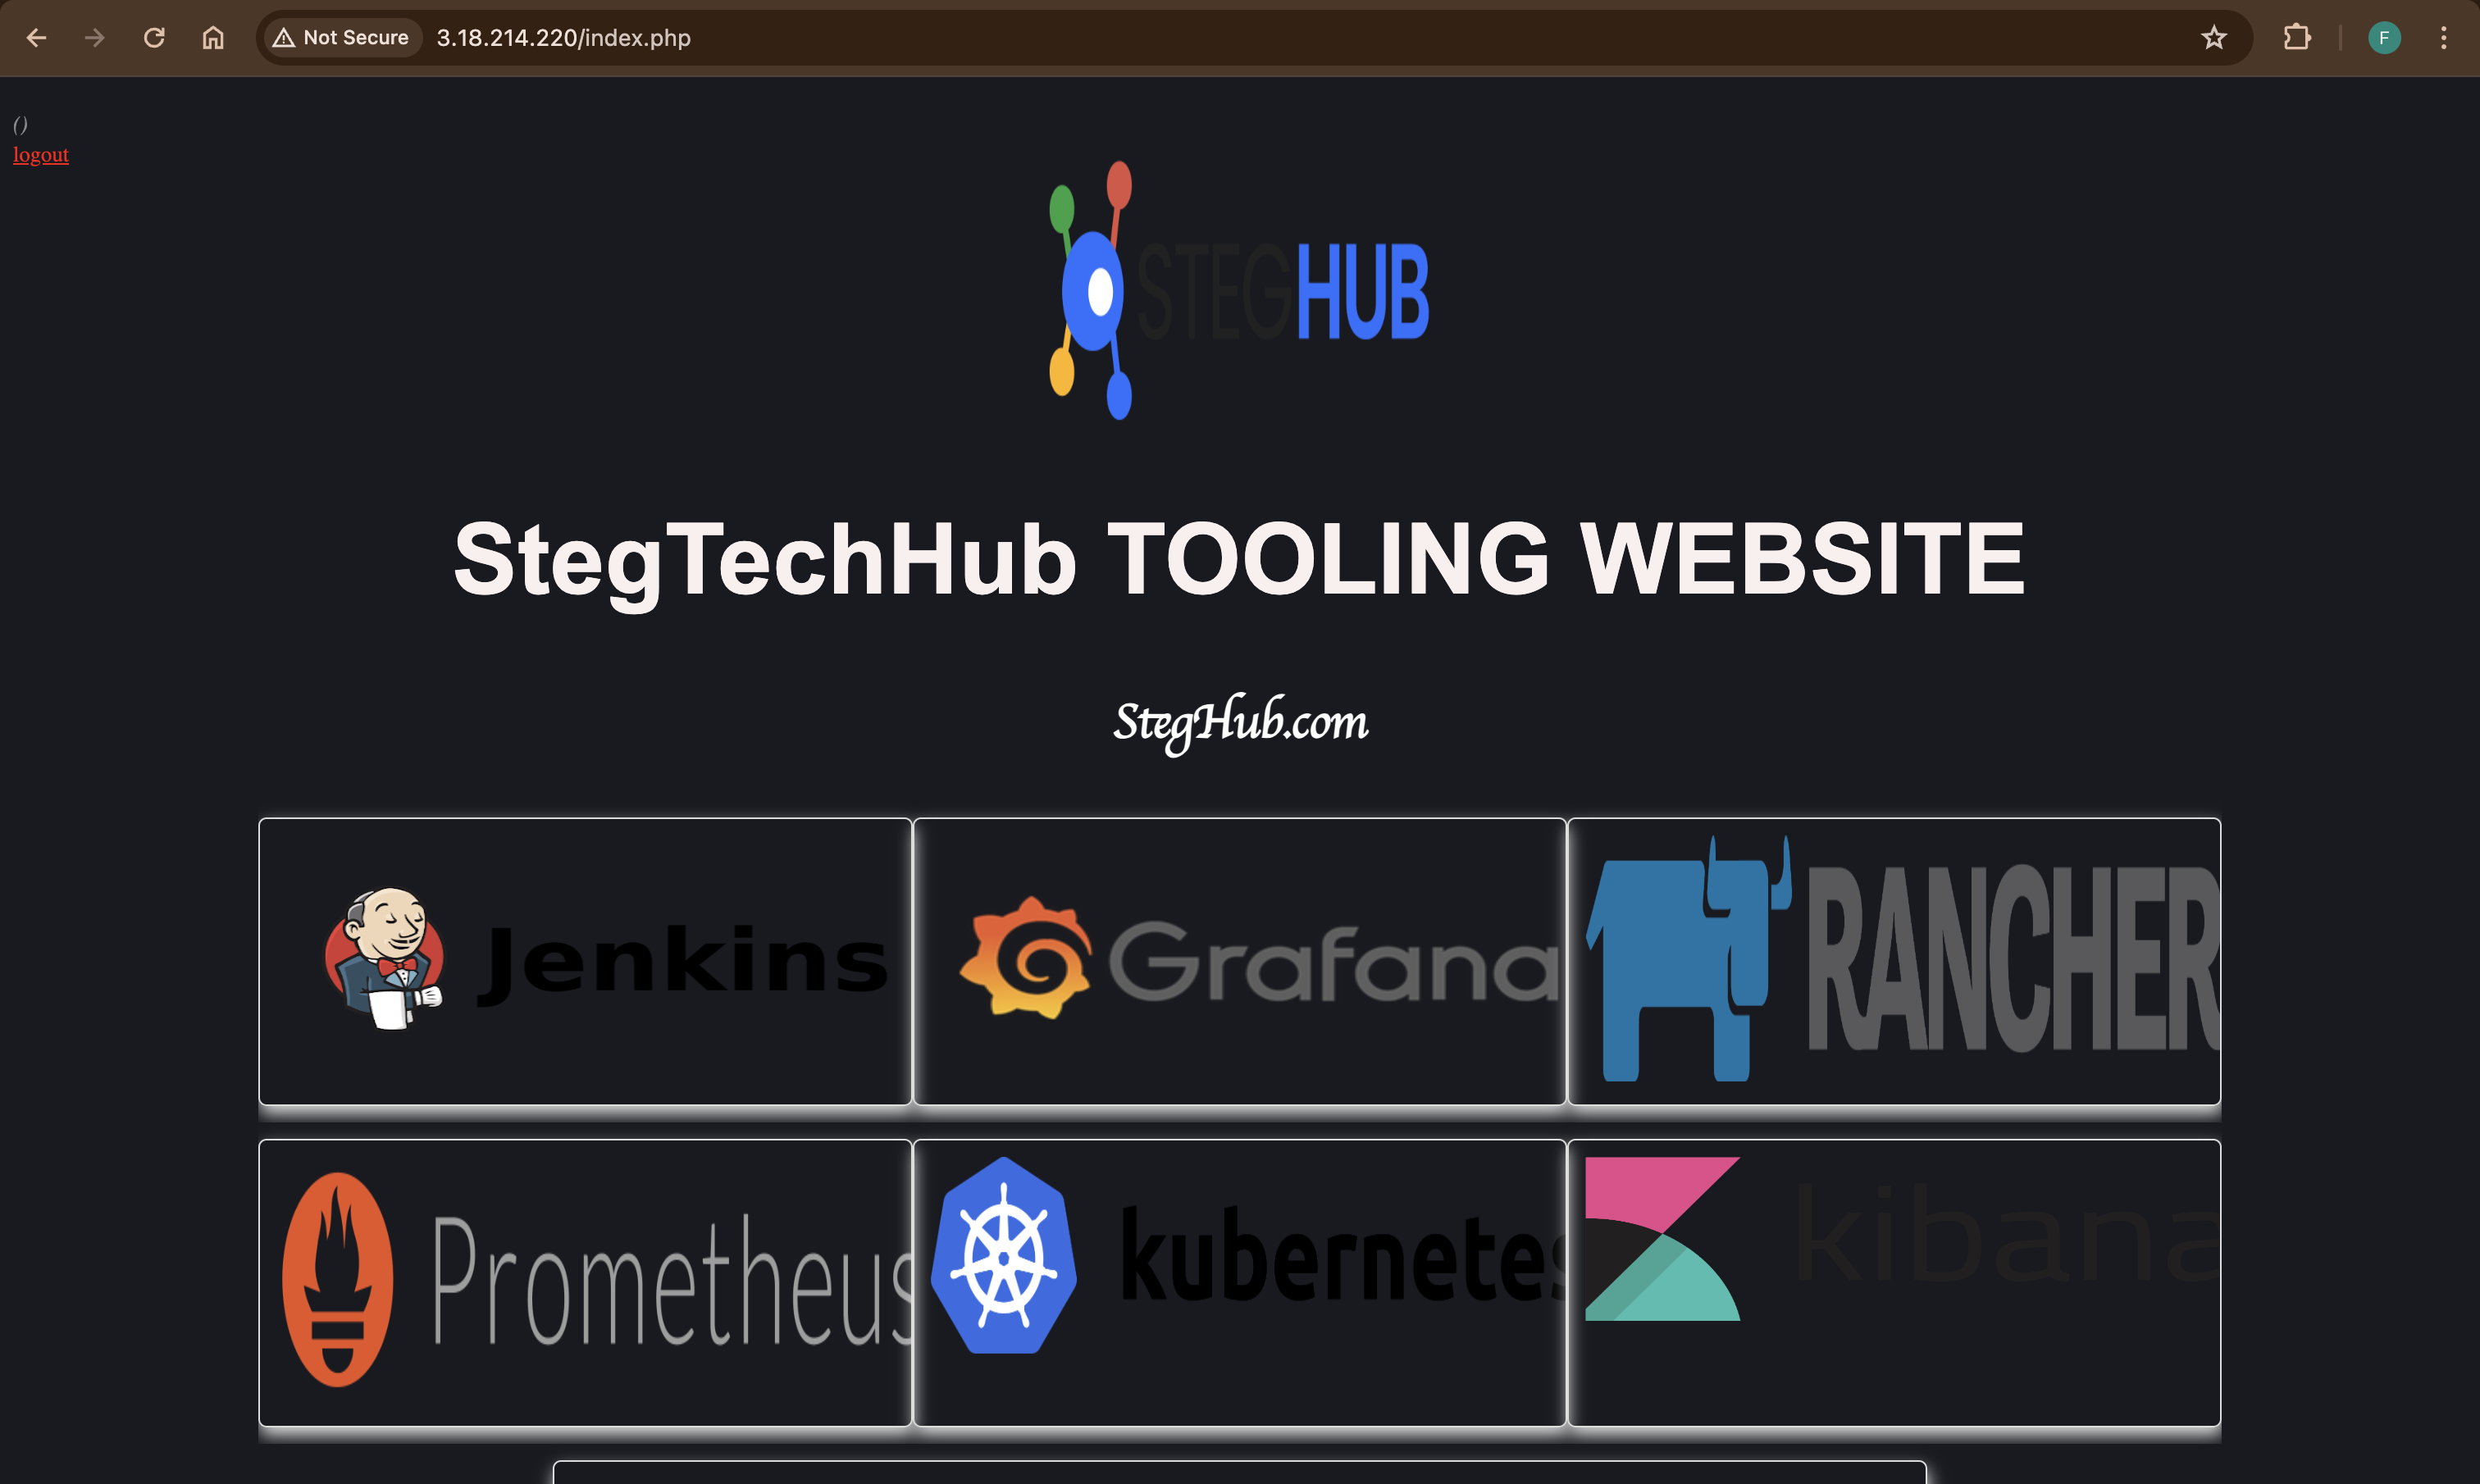 Not Secure 3.18.214.220/index.php F
()
logout
STEGHUB
StegTechHub TOOLING WEBSITE
StegHub.com
Jenkins Grafana RANCHER
Prometheus kubernetes kibana